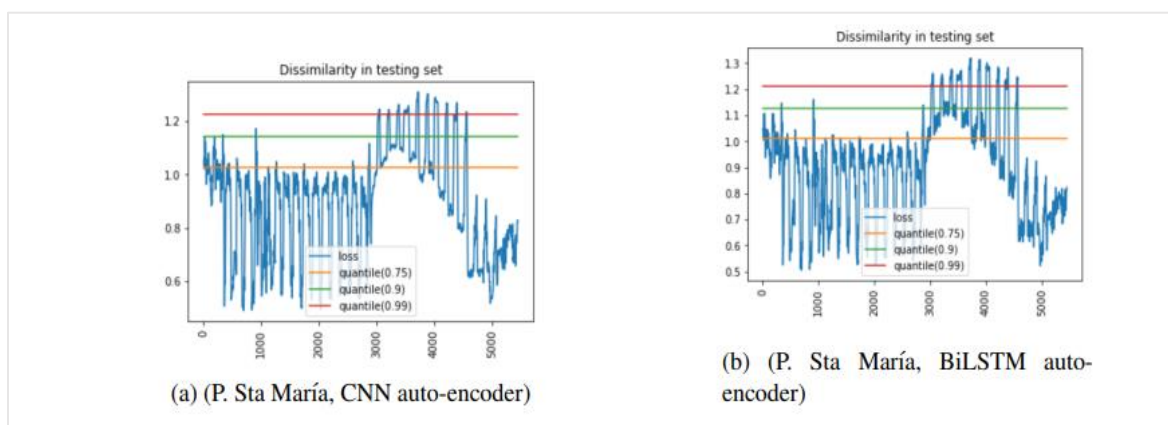 Dissimilarity in testing set
1.2
1.0
0.8
0.6
loss
quantile(0.75)
quantile(0.9)
quantile(0.99)
0
1000
2000
3000
4000
5000
(a) (P. Sta María, CNN auto-encoder)
Dissimilarity in testing set
1.3
1.2
1.1
1.0
0.9
0.8
0.7
0.6
0.5
loss
quantile(0.75)
quantile(0.9)
quantile(0.99)
0
1000
2000
3000
4000
5000
(b) (P. Sta María, BiLSTM auto-
encoder)